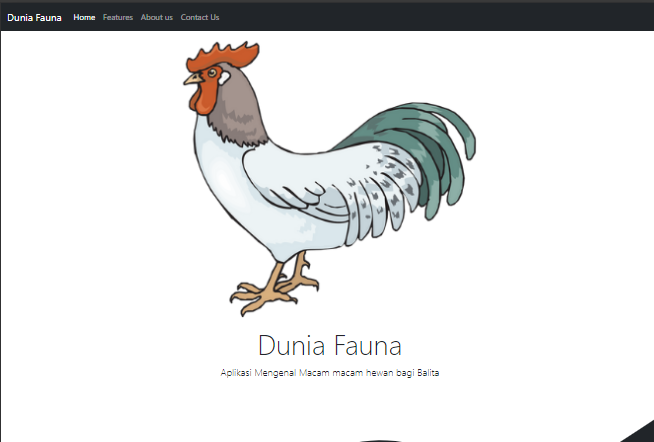 Dunia Fauna Home Features About us Contact Us
Dunia Fauna
Aplikasi Mengenal Macam macam hewan bagi Balita